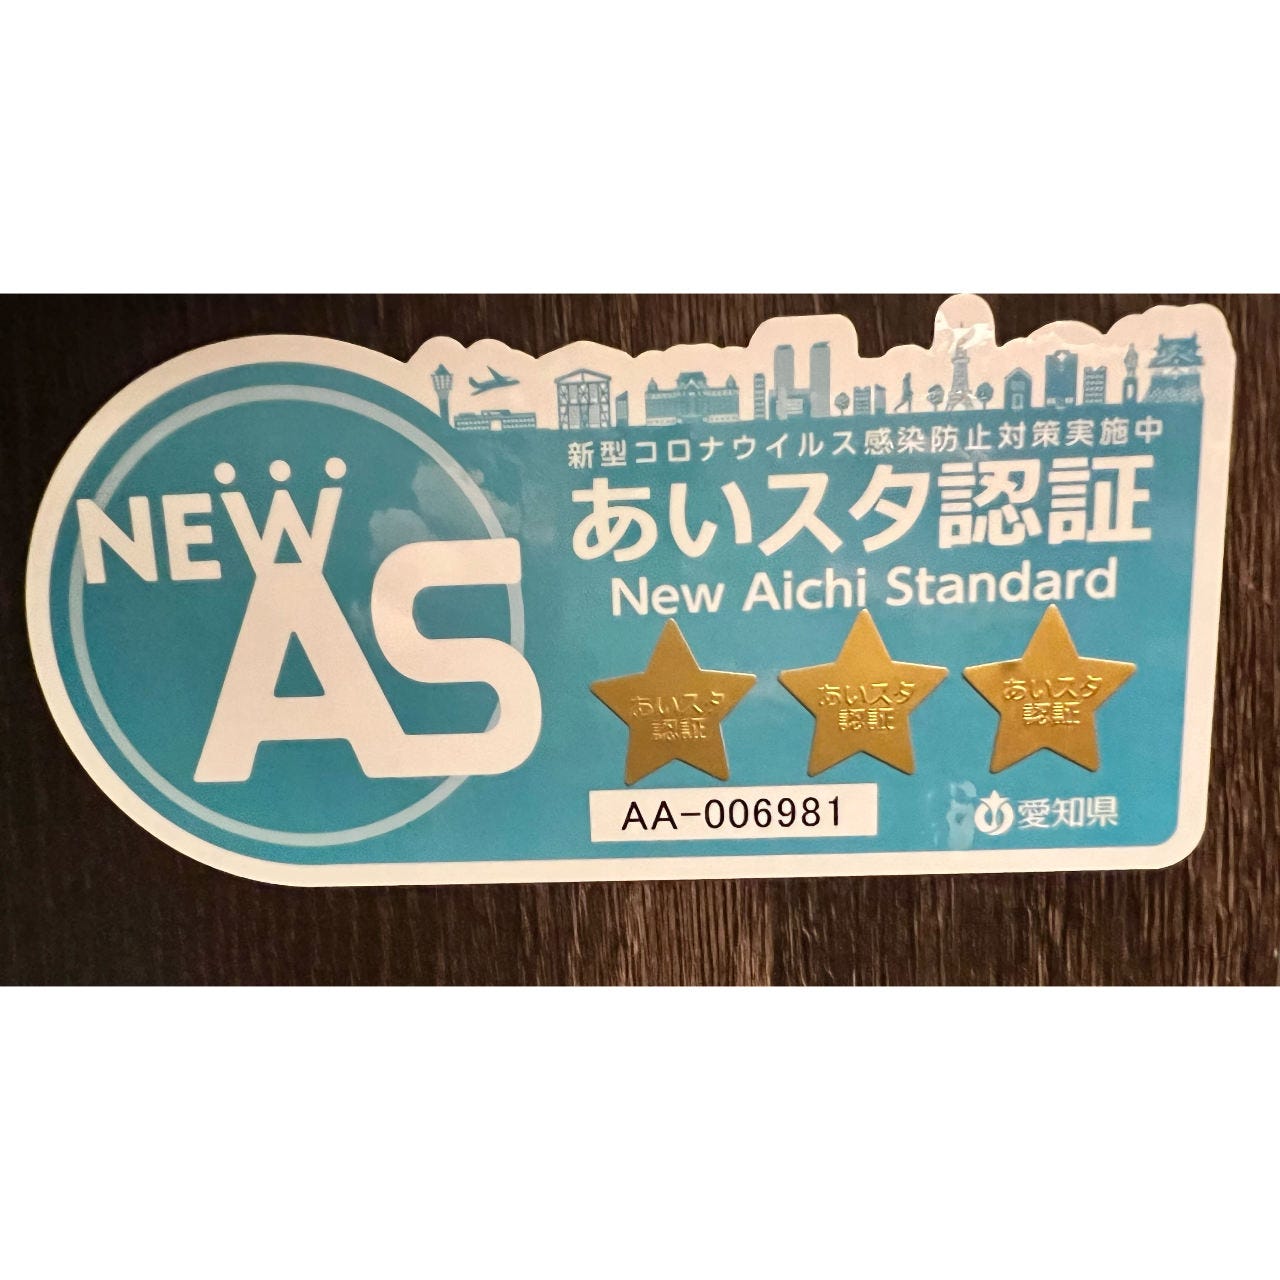 新型コロナウイルス感染防止対策実施中
あいスタ認証
New Aichi Standard
NEW
AS
あいスタ
認証
あいスタ
認証
あいスタ
認証
AA-006981
愛知県